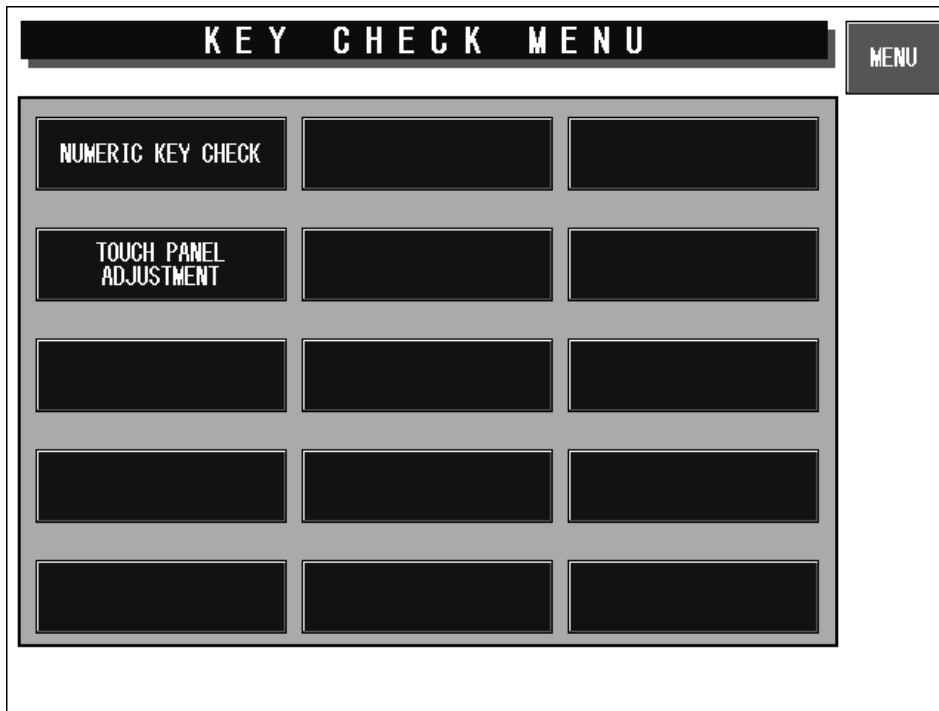 KEY CHECK MENU
MENU
NUMERIC KEY CHECK
TOUCH PANEL
ADJUSTMENT